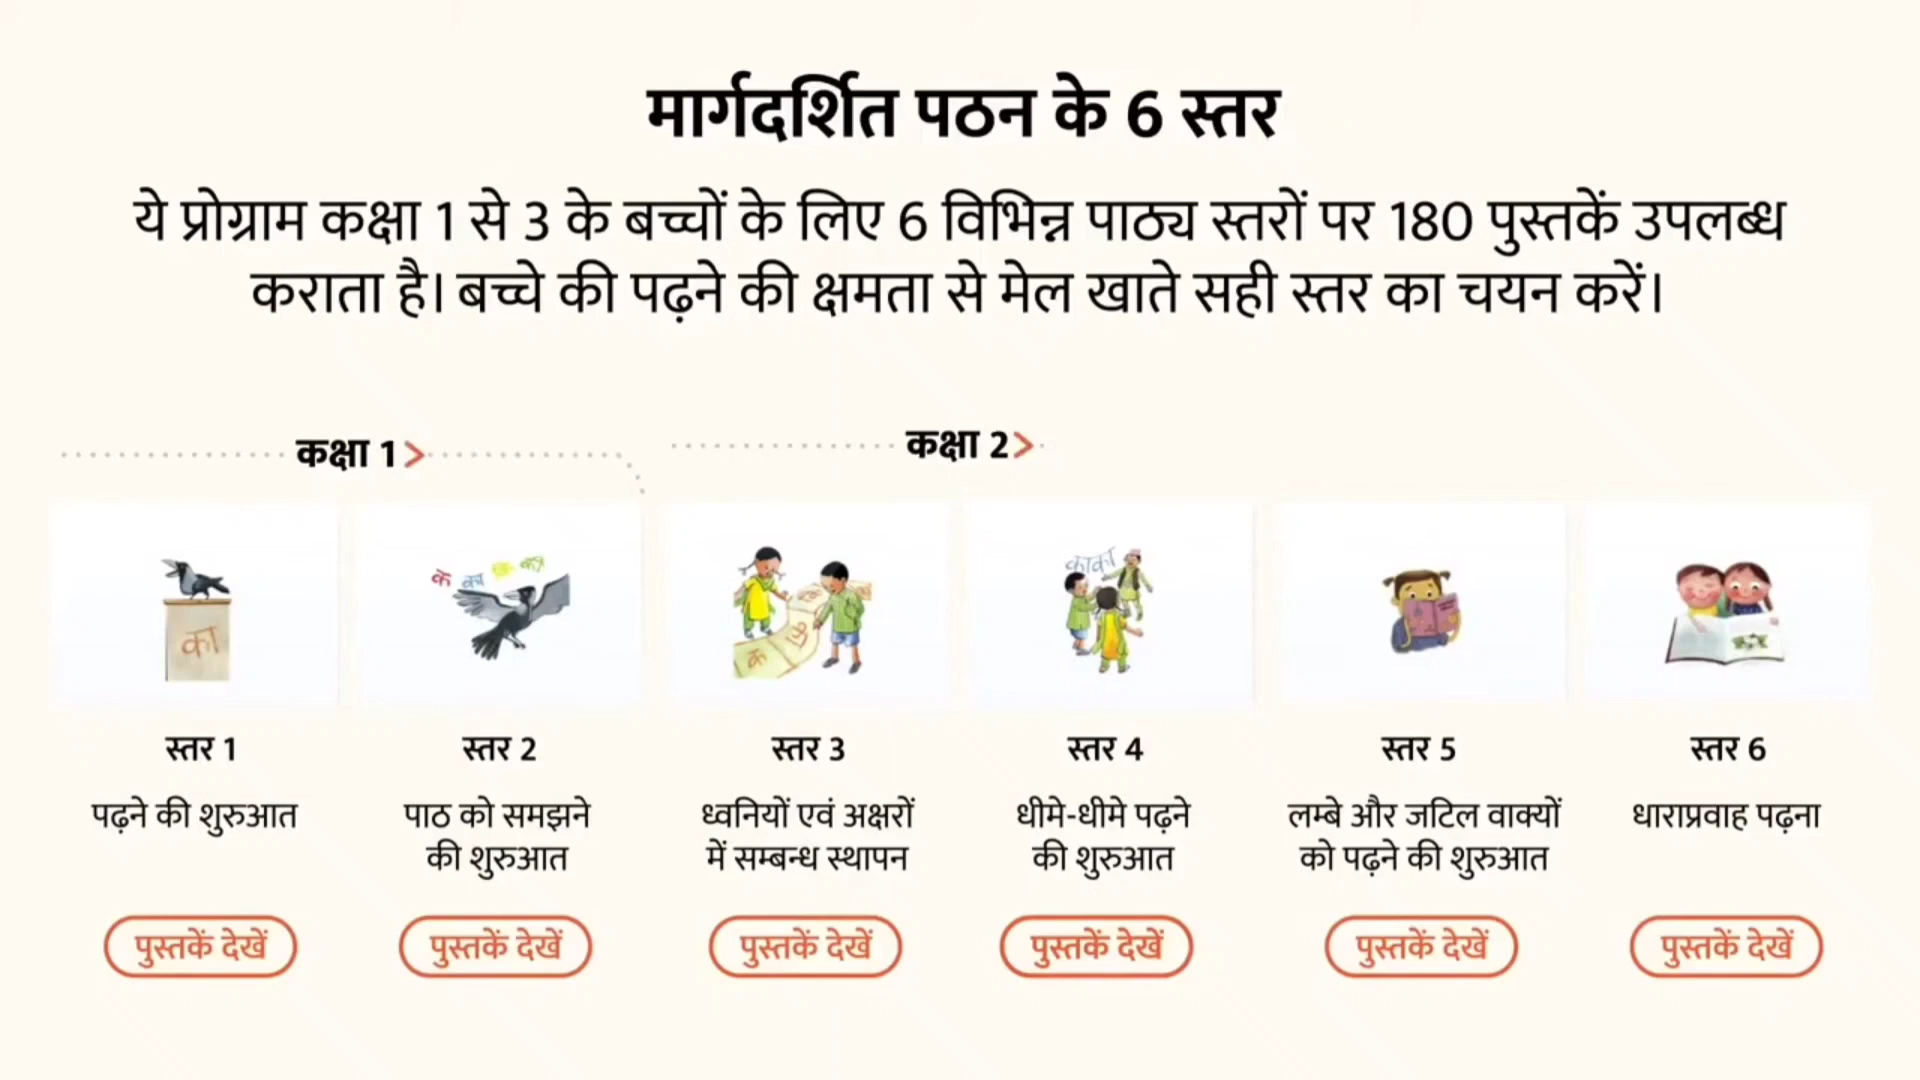 मार्गदर्शित पठन के 6 स्तर
ये प्रोग्राम कक्षा 1 से 3 के बच्चों के लिए 6 विभिन्न पाठ्य स्तरों पर 180 पुस्तकें उपलब्ध
कराता है। बच्चे की पढ़ने की क्षमता से मेल खाते सही स्तर का चयन करें।
कक्षा 1
कक्षा 2
का
क का की
क
काका
स्तर 1
स्तर 2
स्तर 3
स्तर 4
स्तर 5
स्तर 6
पढ़ने की शुरुआत
पाठ को समझने
की शुरुआत
ध्वनियों एवं अक्षरों
में सम्बन्ध स्थापन
धीमे-धीमे पढ़ने
की शुरुआत
लम्बे और जटिल वाक्यों
को पढ़ने की शुरुआत
धाराप्रवाह पढ़ना
पुस्तकें देखें
पुस्तकें देखें
पुस्तकें देखें
पुस्तकें देखें
पुस्तकें देखें
पुस्तकें देखें